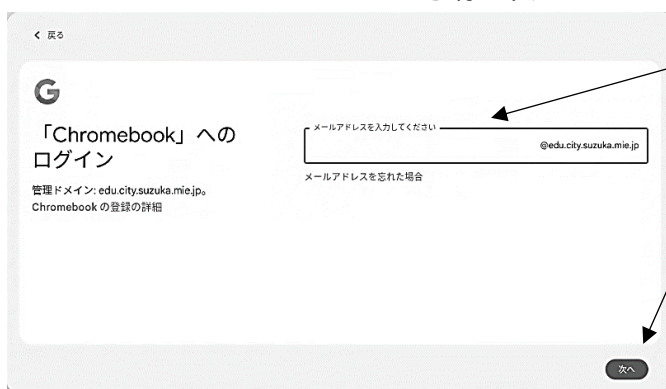 戻る
G
「Chromebook」への
ログイン
管理ドメイン: edu.city.suzuka.mie.jp。
Chromebook の登録の詳細
メールアドレスを入力してください
@edu.city.suzuka.mie.jp
メールアドレスを忘れた場合
次へ